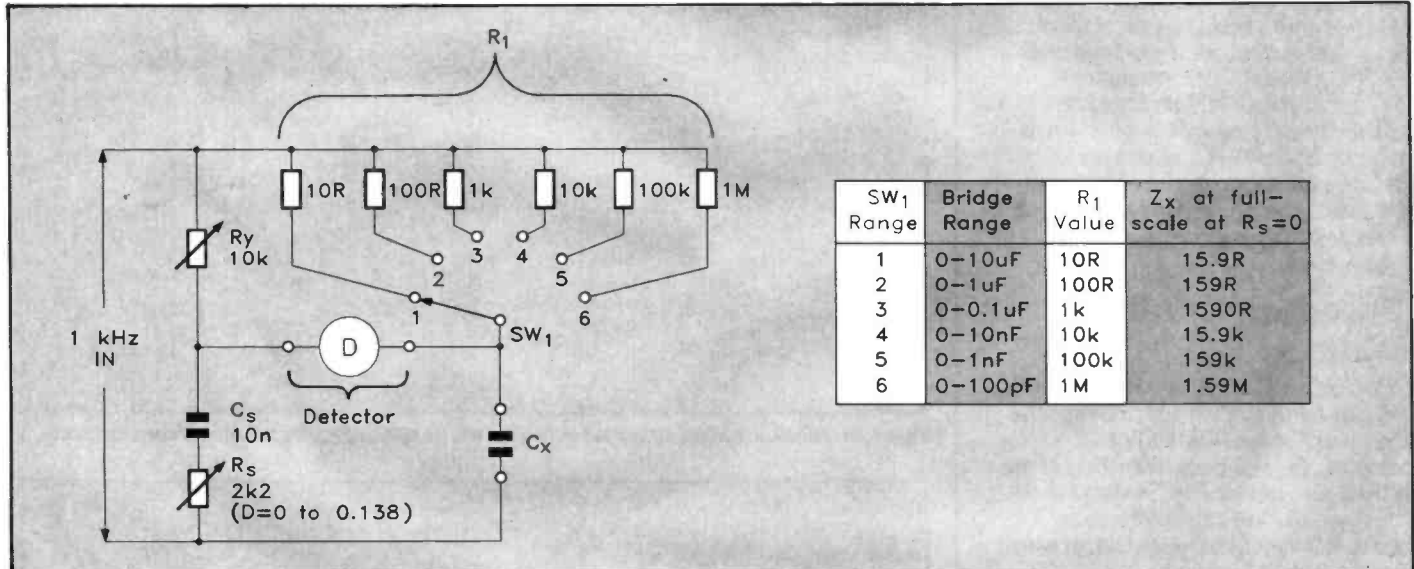 R1
10R
100R
1k
10k
100k
1M
Ry
10k
1
2
3
4
5
6
SW1
1 kHz
IN
D
Detector
Cs
10n
Rs
2k2
(D=0 to 0.138)
Cx
SW1 Range Bridge Range R1 Value Zx at full-scale at Rs=0
1 0-10uF 10R 15.9R
2 0-1uF 100R 159R
3 0-0.1uF 1k 1590R
4 0-10nF 10k 15.9k
5 0-1nF 100k 159k
6 0-100pF 1M 1.59M